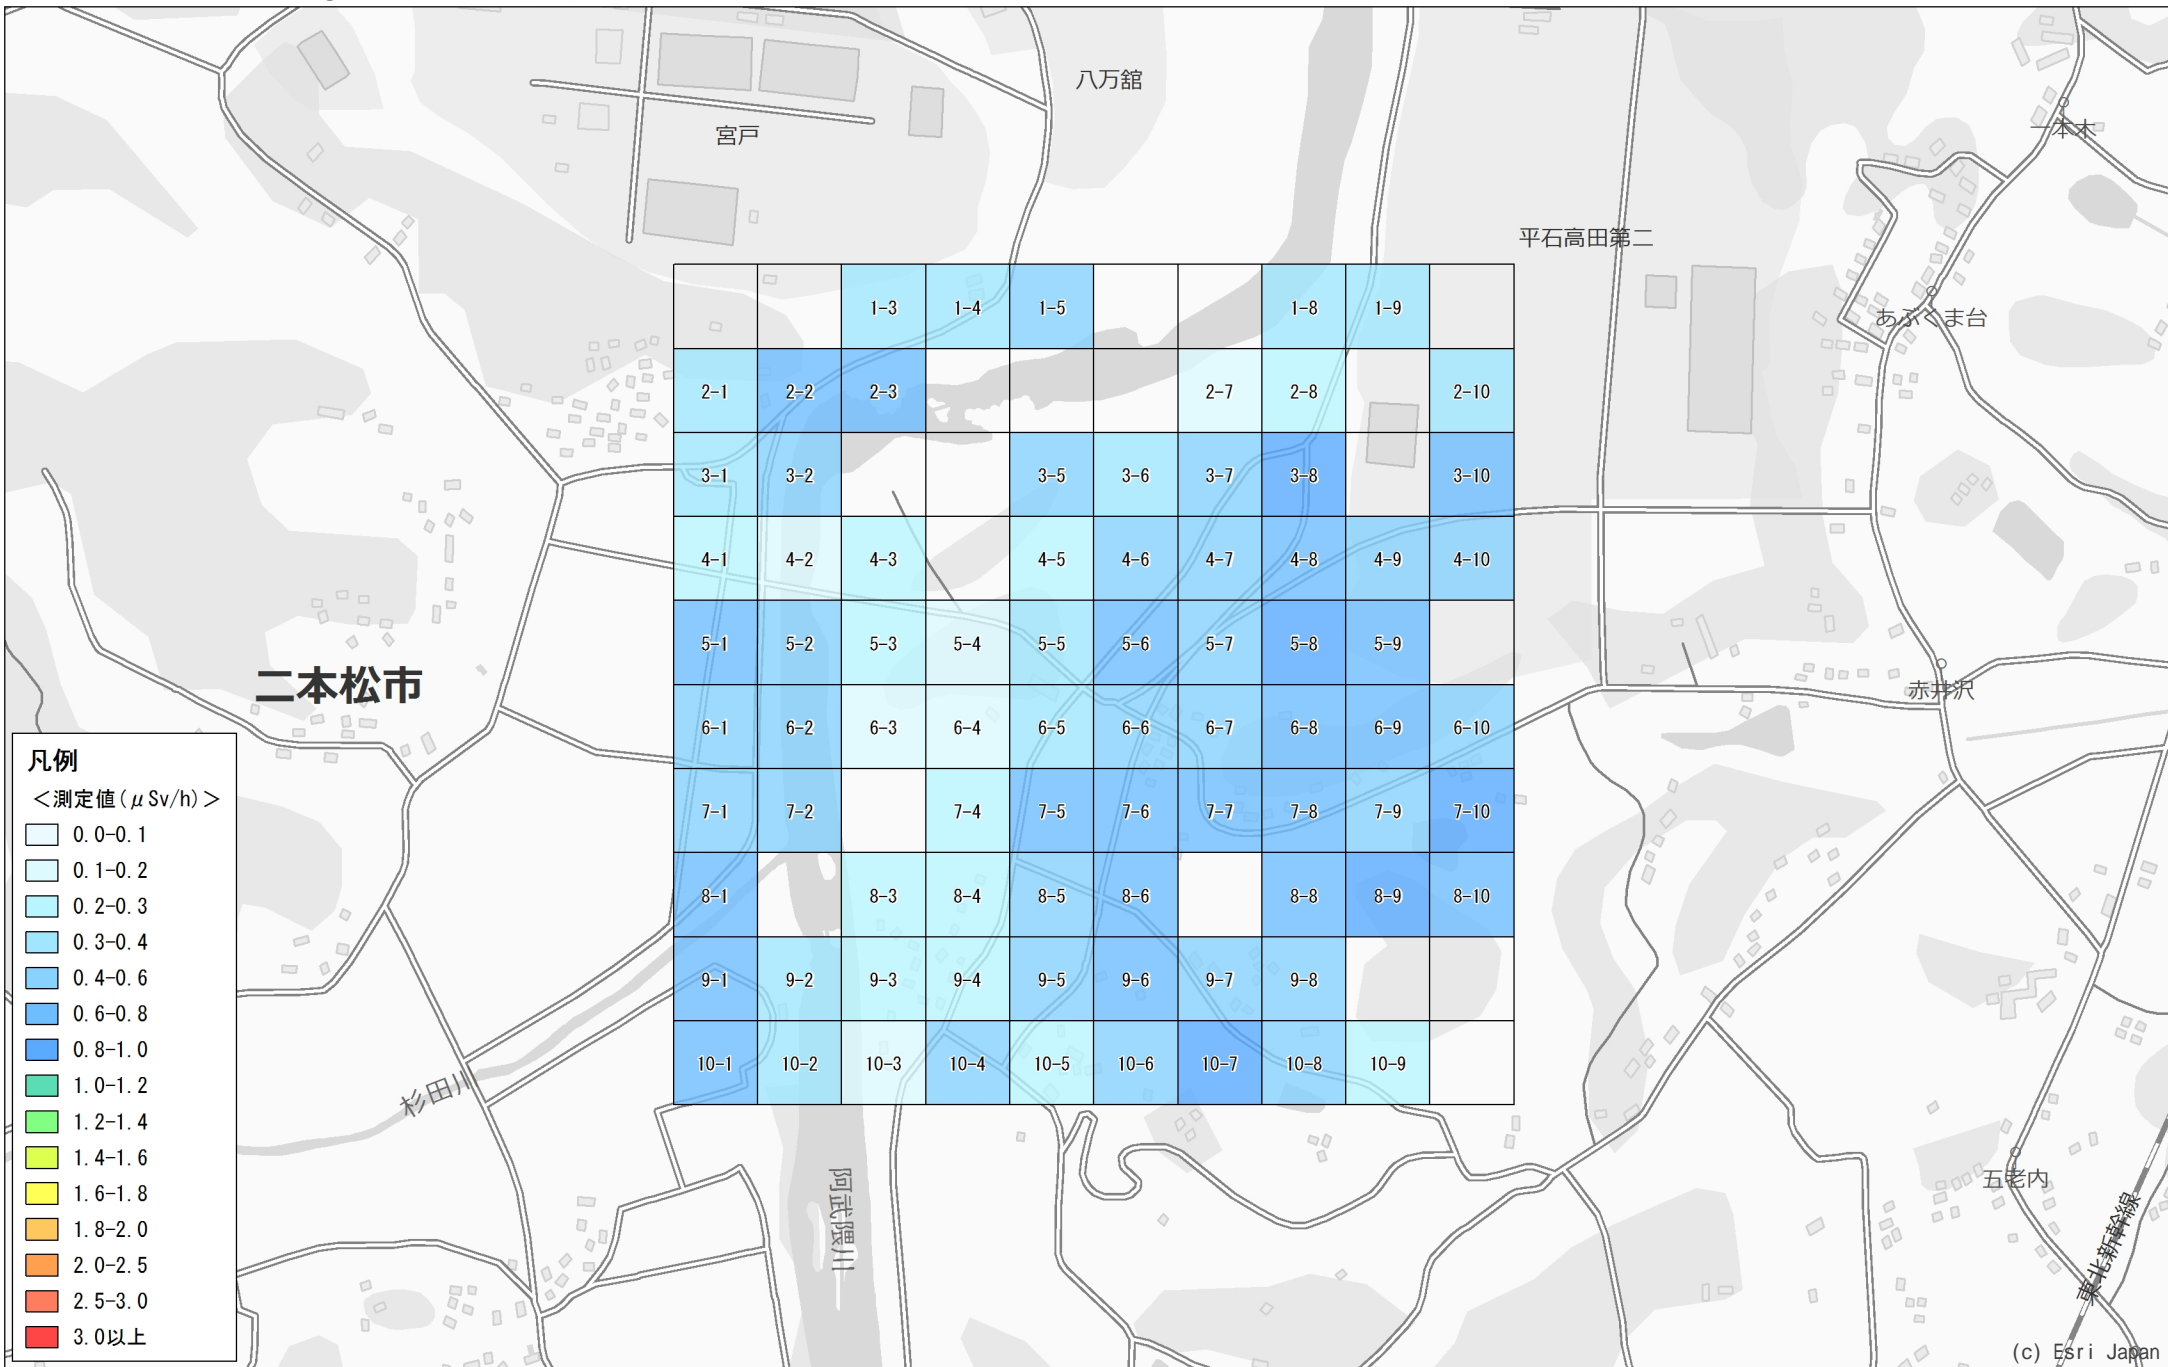 八万舘
宮戸
一本木
平石高田第二
あぶくま台
1-3 1-4 1-5 1-8 1-9
2-1 2-2 2-3 2-7 2-8 2-10
3-1 3-2 3-5 3-6 3-7 3-8 3-10
4-1 4-2 4-3 4-5 4-6 4-7 4-8 4-9 4-10
5-1 5-2 5-3 5-4 5-5 5-6 5-7 5-8 5-9
二本松市
赤井沢
6-1 6-2 6-3 6-4 6-5 6-6 6-7 6-8 6-9 6-10
7-1 7-2 7-4 7-5 7-6 7-7 7-8 7-9 7-10
8-1 8-3 8-4 8-5 8-6 8-8 8-9 8-10
9-1 9-2 9-3 9-4 9-5 9-6 9-7 9-8
10-1 10-2 10-3 10-4 10-5 10-6 10-7 10-8 10-9
杉田川
阿武隈川
五老内
東北新幹線
凡例
＜測定値(μSv/h)＞
0.0-0.1
0.1-0.2
0.2-0.3
0.3-0.4
0.4-0.6
0.6-0.8
0.8-1.0
1.0-1.2
1.2-1.4
1.4-1.6
1.6-1.8
1.8-2.0
2.0-2.5
2.5-3.0
3.0以上
(c) Esri Japan